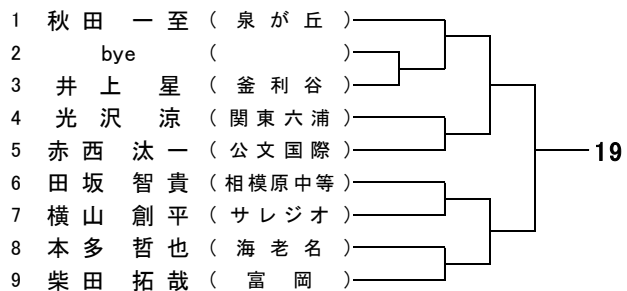 1 秋田 一至 (泉が丘)
2 bye ( )
3 井上 星 (釜利谷)
4 光沢 涼 (関東六浦)
5 赤西 汰一 (公文国際)
6 田坂 智貴 (相模原中等)
7 横山 創平 (サレジオ)
8 本多 哲也 (海老名)
9 柴田 拓哉 (富岡)
19